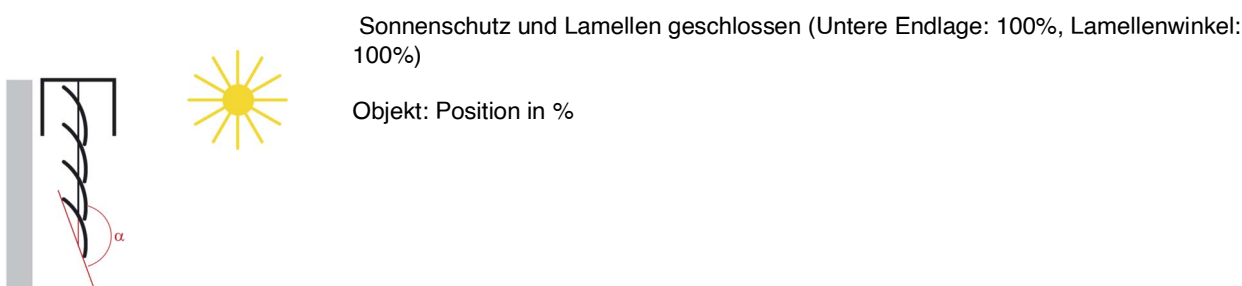 Sonnenschutz und Lamellen geschlossen (Untere Endlage: 100%, Lamellenwinkel:
100%)
Objekt: Position in %
α